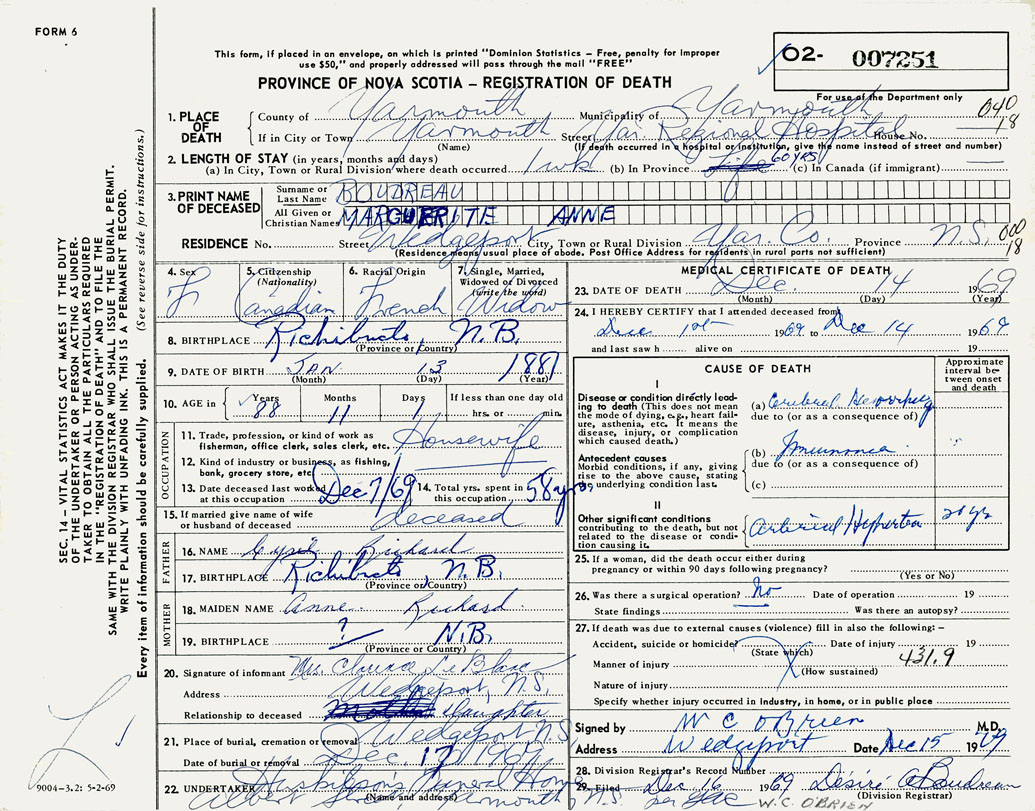 FORM 6
This form, if placed in an envelope, on which is printed "Dominion Statistics – Free, penalty for improper
use $50," and properly addressed will pass through the mail "FREE"
PROVINCE OF NOVA SCOTIA – REGISTRATION OF DEATH
02- 007251
For use of the Department only
040
18
1. PLACE OF DEATH
County of Yarmouth Municipality of Yarmouth
If in City or Town Yarmouth Street Yar. Regional Hospital House No.
(Name) (If death occurred in a hospital or institution, give the name instead of street and number)
2. LENGTH OF STAY (in years, months and days)
(a) In City, Town or Rural Division where death occurred 1 wk (b) In Province Life 60 YRS (c) In Canada (if immigrant) —
3. PRINT NAME OF DECEASED
Surname or Last Name BOUDREAU
All Given or Christian Names MARGUERITE ANNE
RESIDENCE No. Street Wedgeport City, Town or Rural Division Yar. Co. Province N.S. 000
18
(Residence means usual place of abode. Post Office Address for residents in rural parts not sufficient)
4. Sex F
5. Citizenship (Nationality) Canadian
6. Racial Origin French
7. Single, Married, Widowed or Divorced (write the word) Widow
8. BIRTHPLACE Richibucto, N.B.
(Province or Country)
9. DATE OF BIRTH JAN 13 1881
(Month) (Day) (Year)
10. AGE in Years 88 Months 11 Days 1 If less than one day old
hrs. or min.
OCCUPATION
11. Trade, profession, or kind of work as fisherman, office clerk, soles clerk, etc. Housewife
12. Kind of industry or business, as fishing, bank, grocery store, etc.
13. Date deceased last worked at this occupation Dec 7/69 14. Total yrs. spent in this occupation 58 yrs
15. If married give name of wife or husband of deceased deceased
FATHER
16. NAME Richard
17. BIRTHPLACE Richibucto, N.B.
(Province or Country)
MOTHER
18. MAIDEN NAME Anne Richard
19. BIRTHPLACE ? N.B.
(Province or Country)
20. Signature of informant Mrs. LeBlanc
Address Wedgeport, N.S.
Relationship to deceased daughter
21. Place of burial, cremation or removal Wedgeport N.S.
Date of burial or removal Dec. 17, 1969
22. UNDERTAKER Funeral Home
Albert Street Yarmouth N.S.
(Name and address)
MEDICAL CERTIFICATE OF DEATH
23. DATE OF DEATH Dec. 14 1969
(Month) (Day) (Year)
24. I HEREBY CERTIFY that I attended deceased from
1969 to Dec 14 1969
and last saw h alive on 19
CAUSE OF DEATH
Approximate interval between onset and death
I
Disease or condition directly leading to death (This does not mean the mode of dying, e.g., heart failure, asthenia, etc. It means the disease, injury, or complication which caused death.)
(a) Cerebral Hemorrhage
due to (or as a consequence of)
Antecedent causes
Morbid conditions, if any, giving rise to the above cause, stating the underlying condition last.
(b) Pneumonia
due to (or as a consequence of)
(c)
II
Other significant conditions contributing to the death, but not related to the disease or condition causing it.
Arterial Hypertension 20 yrs
25. If a woman, did the death occur either during pregnancy or within 90 days following pregnancy?
(Yes or No)
26. Was there a surgical operation? No Date of operation 19
State findings Was there an autopsy?
27. If death was due to external causes (violence) fill in also the following: –
Accident, suicide or homicide? Date of injury 19
(State which)
Manner of injury 431.9
(How sustained)
Nature of injury
Specify whether injury occurred in industry, in home, or in public place
Signed by W C O'Brien M.D.
Address Wedgeport Date Dec 15 1969
28. Division Registrar's Record Number
29. Filed Dec 16 1969 Désiré Boudreau
(Division Registrar)
W. C. O'BRIEN
SEC. 14 – VITAL STATISTICS ACT MAKES IT THE DUTY
OF THE UNDERTAKER OR PERSON ACTING AS UNDERTAKER
TO OBTAIN ALL THE PARTICULARS REQUIRED
IN THE "REGISTRATION OF DEATH" AND TO FILE THE
SAME WITH THE DIVISION REGISTRAR WHO SHALL ISSUE THE BURIAL PERMIT.
WRITE PLAINLY WITH UNFADING INK. THIS IS A PERMANENT RECORD.
Every item of information should be carefully supplied. (See reverse side for instructions.)
9004-3.2: 5-2-69